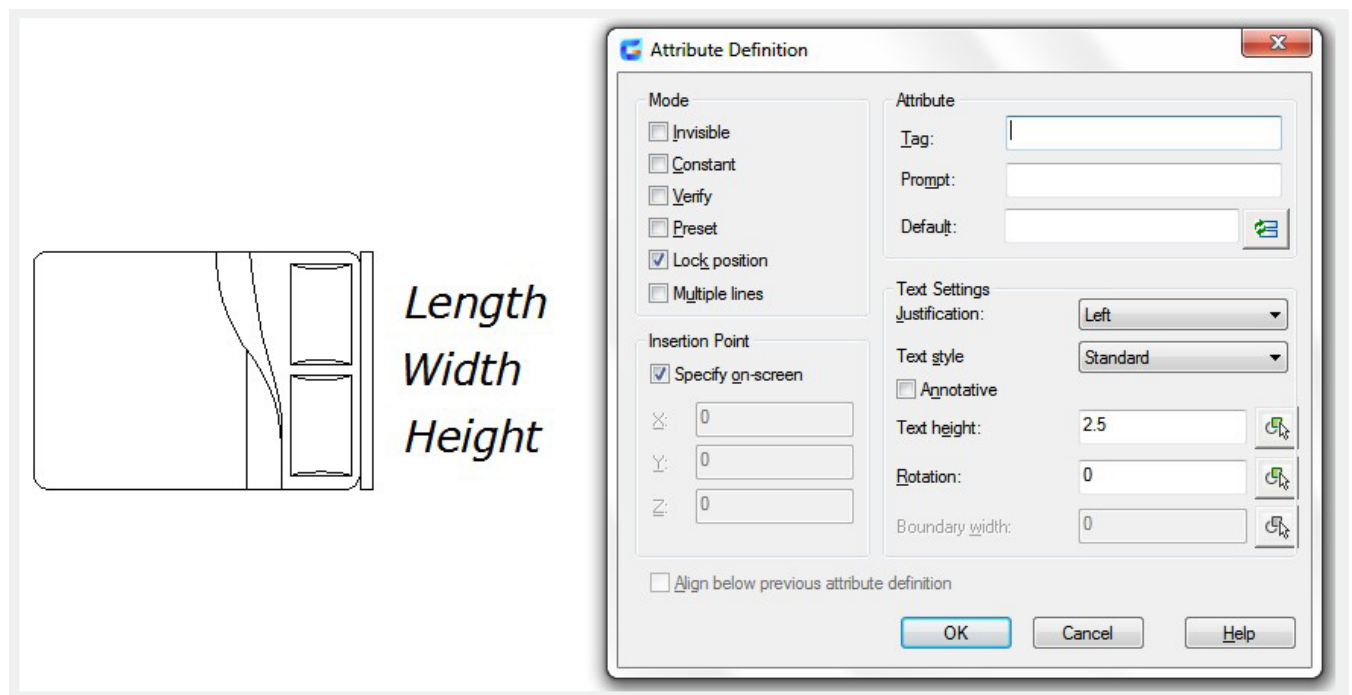 Length
Width
Height
Attribute Definition
Mode
Invisible
Constant
Verify
Preset
Lock position
Multiple lines
Insertion Point
Specify on-screen
X: 0
Y: 0
Z: 0
Attribute
Tag:
Prompt:
Default:
Text Settings
Justification: Left
Text style Standard
Annotative
Text height: 2.5
Rotation: 0
Boundary width: 0
Align below previous attribute definition
OK Cancel Help